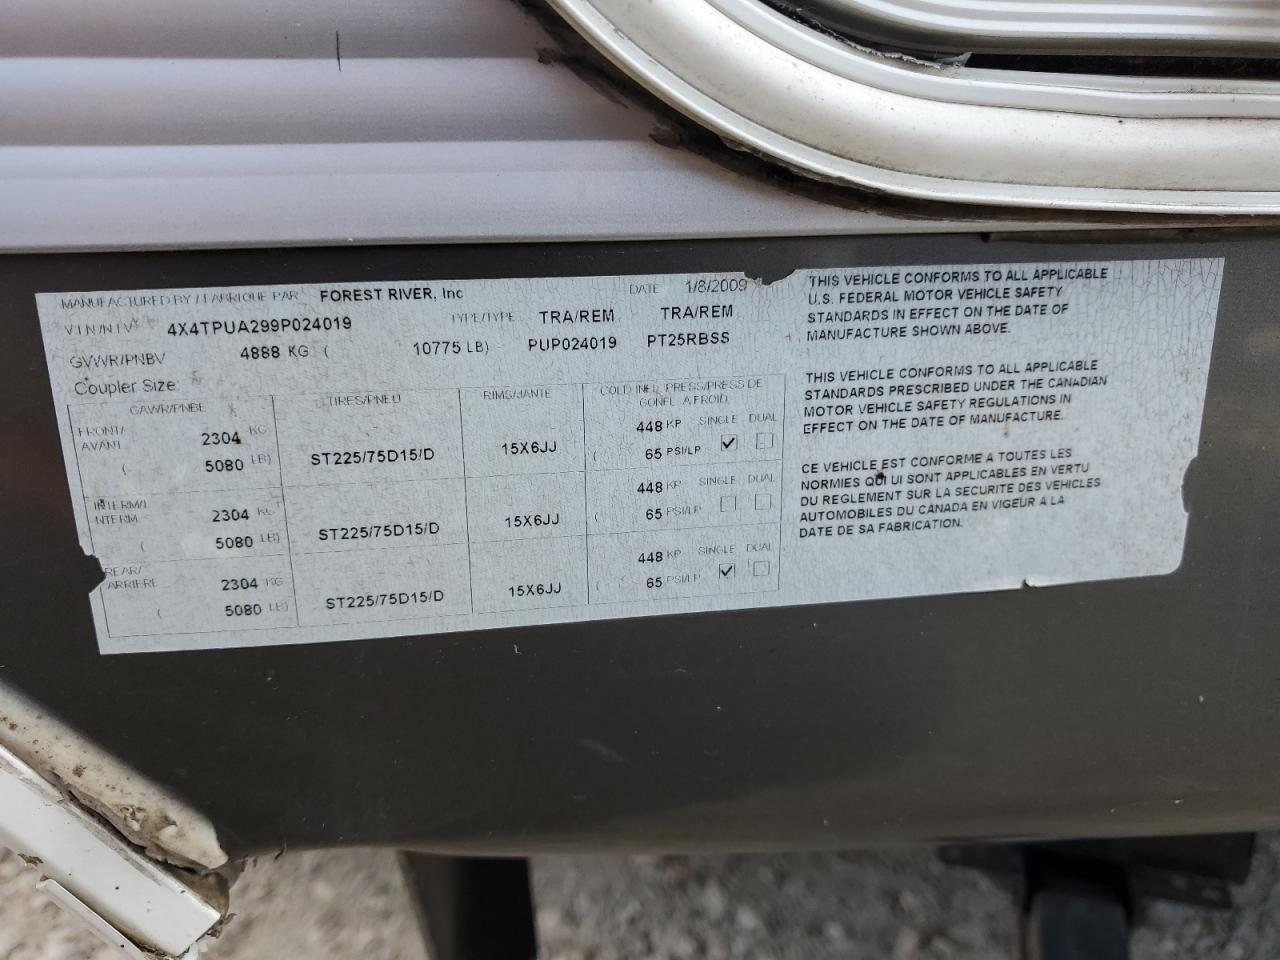 MANUFACTURED BY / FABRIQUE PAR FOREST RIVER, Inc DATE 1/8/2009
V.I.N/N.I.V 4X4TPUA299P024019 TYPE/TYPE TRA/REM TRA/REM
GVWR/PNBV 4888 KG ( 10775 LB) PUP024019 PT25RBSS
Coupler Size:
GAWR/PNBE TIRES/PNEU RIMS/JANTE COLD INFL. PRESS/PRESS DE GONFL. A FROID
FRONT/ AVANT 2304 KG 448 KP SINGLE DUAL
( 5080 LB) ST225/75D15/D 15X6JJ ( 65 PSI/LP ✓ ☐
INTERM/I NTERM 2304 KG 448 KP SINGLE DUAL
( 5080 LB) ST225/75D15/D 15X6JJ ( 65 PSI/LP ☐ ☐
REAR/ ARRIERE 2304 KG 448 KP SINGLE DUAL
( 5080 LB) ST225/75D15/D 15X6JJ ( 65 PSI/LP ✓ ☐
THIS VEHICLE CONFORMS TO ALL APPLICABLE
U.S. FEDERAL MOTOR VEHICLE SAFETY
STANDARDS IN EFFECT ON THE DATE OF
MANUFACTURE SHOWN ABOVE.
THIS VEHICLE CONFORMS TO ALL APPLICABLE
STANDARDS PRESCRIBED UNDER THE CANADIAN
MOTOR VEHICLE SAFETY REGULATIONS IN
EFFECT ON THE DATE OF MANUFACTURE.
CE VEHICLE EST CONFORME A TOUTES LES
NORMIES QUI UI SONT APPLICABLES EN VERTU
DU REGLEMENT SUR LA SECURITE DES VEHICLES
AUTOMOBILES DU CANADA EN VIGEUR A LA
DATE DE SA FABRICATION.